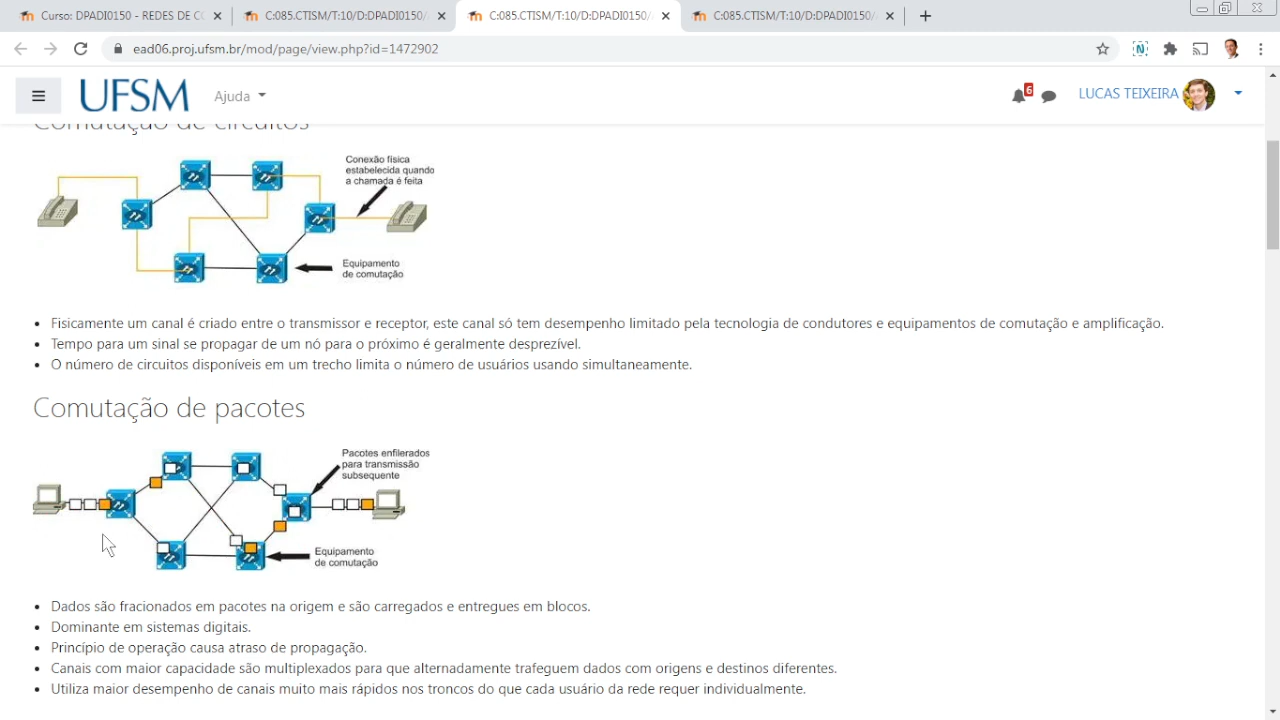 Curso: DPADI0150 - REDES DE CO
C:085.CTISM/T:10/D:DPADI0150/
C:085.CTISM/T:10/D:DPADI0150/
C:085.CTISM/T:10/D:DPADI0150/
ead06.proj.ufsm.br/mod/page/view.php?id=1472902
UFSM
Ajuda
6
LUCAS TEIXEIRA
Comutação de circuitos
Conexão física
estabelecida quando
a chamada é feita
Equipamento
de comutação
• Fisicamente um canal é criado entre o transmissor e receptor, este canal só tem desempenho limitado pela tecnologia de condutores e equipamentos de comutação e amplificação.
• Tempo para um sinal se propagar de um nó para o próximo é geralmente desprezível.
• O número de circuitos disponíveis em um trecho limita o número de usuários usando simultaneamente.
Comutação de pacotes
Pacotes enfilerados
para transmissão
subsequente
Equipamento
de comutação
• Dados são fracionados em pacotes na origem e são carregados e entregues em blocos.
• Dominante em sistemas digitais.
• Princípio de operação causa atraso de propagação.
• Canais com maior capacidade são multiplexados para que alternadamente trafeguem dados com origens e destinos diferentes.
• Utiliza maior desempenho de canais muito mais rápidos nos troncos do que cada usuário da rede requer individualmente.